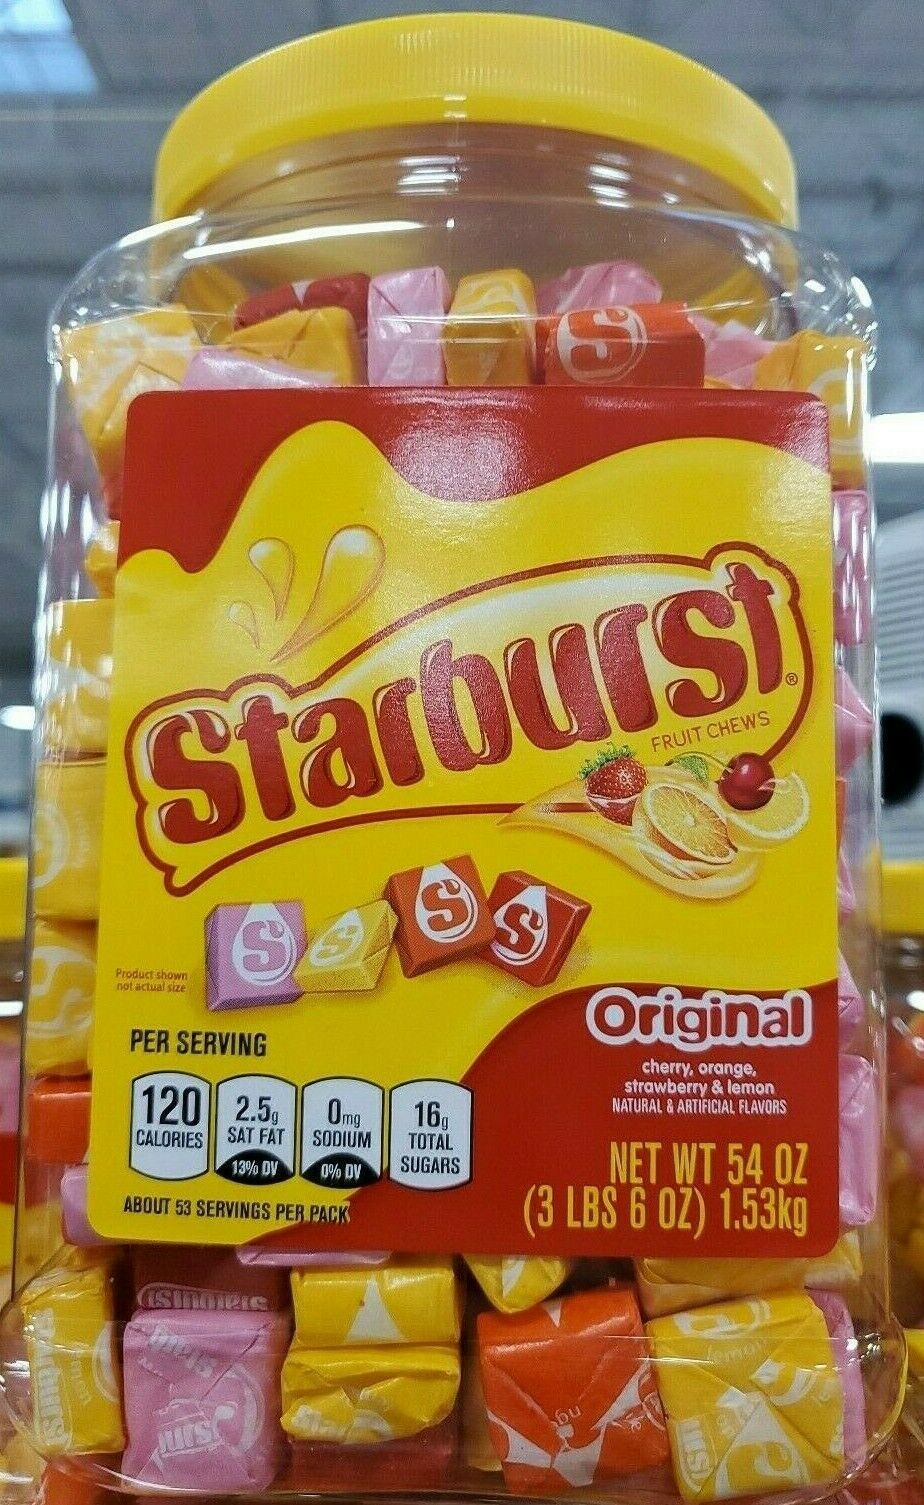 S
Starburst®
FRUIT CHEWS
S S S S
Product shown
not actual size
Original
cherry, orange,
strawberry & lemon
NATURAL & ARTIFICIAL FLAVORS
PER SERVING
120
CALORIES
2.5g
SAT FAT
13% DV
0mg
SODIUM
0% DV
16g
TOTAL
SUGARS
ABOUT 53 SERVINGS PER PACK
NET WT 54 OZ
(3 LBS 6 OZ) 1.53kg
lemon